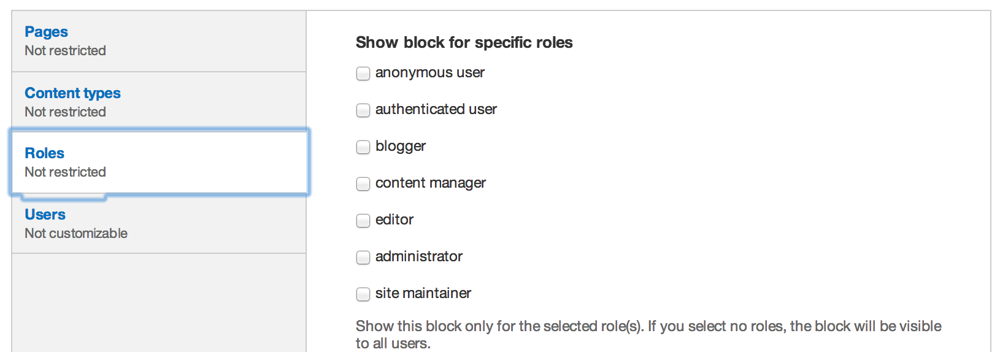 Pages
Not restricted
Content types
Not restricted
Roles
Not restricted
Users
Not customizable
Show block for specific roles
anonymous user
authenticated user
blogger
content manager
editor
administrator
site maintainer
Show this block only for the selected role(s). If you select no roles, the block will be visible
to all users.